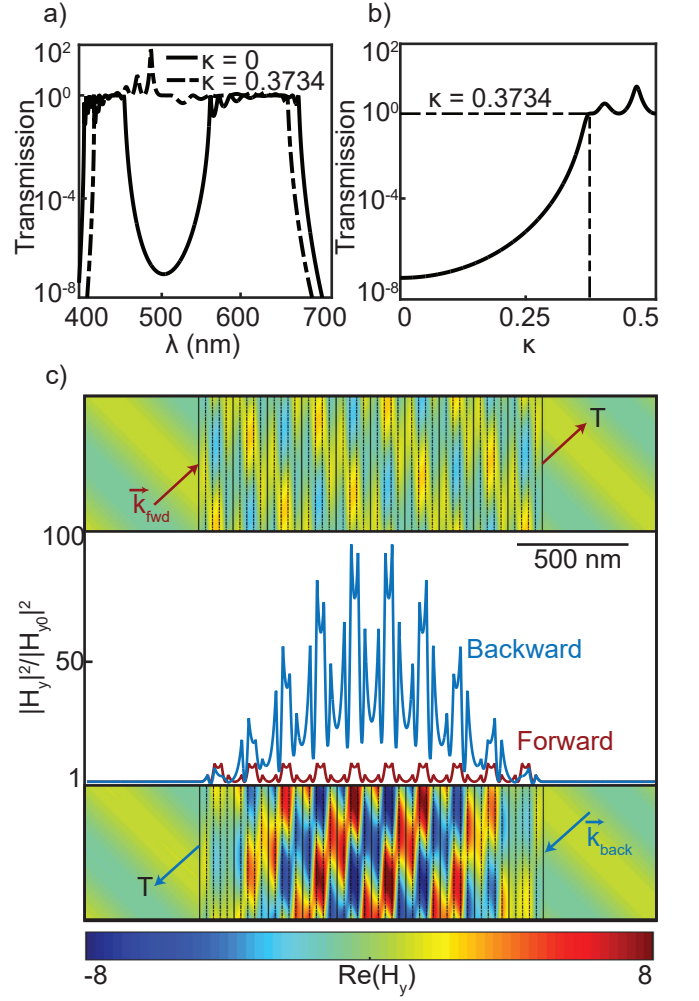 a)
10^2
10^0
10^-4
10^-8
Transmission
κ = 0
κ = 0.3734
400
500
600
700
λ (nm)
b)
10^2
10^0
10^-4
10^-8
Transmission
κ = 0.3734
0
0.25
0.5
κ
c)
k_fwd
T
100
50
1
|H_y|^2/|H_y0|^2
500 nm
Backward
Forward
T
k_back
-8
Re(H_y)
8